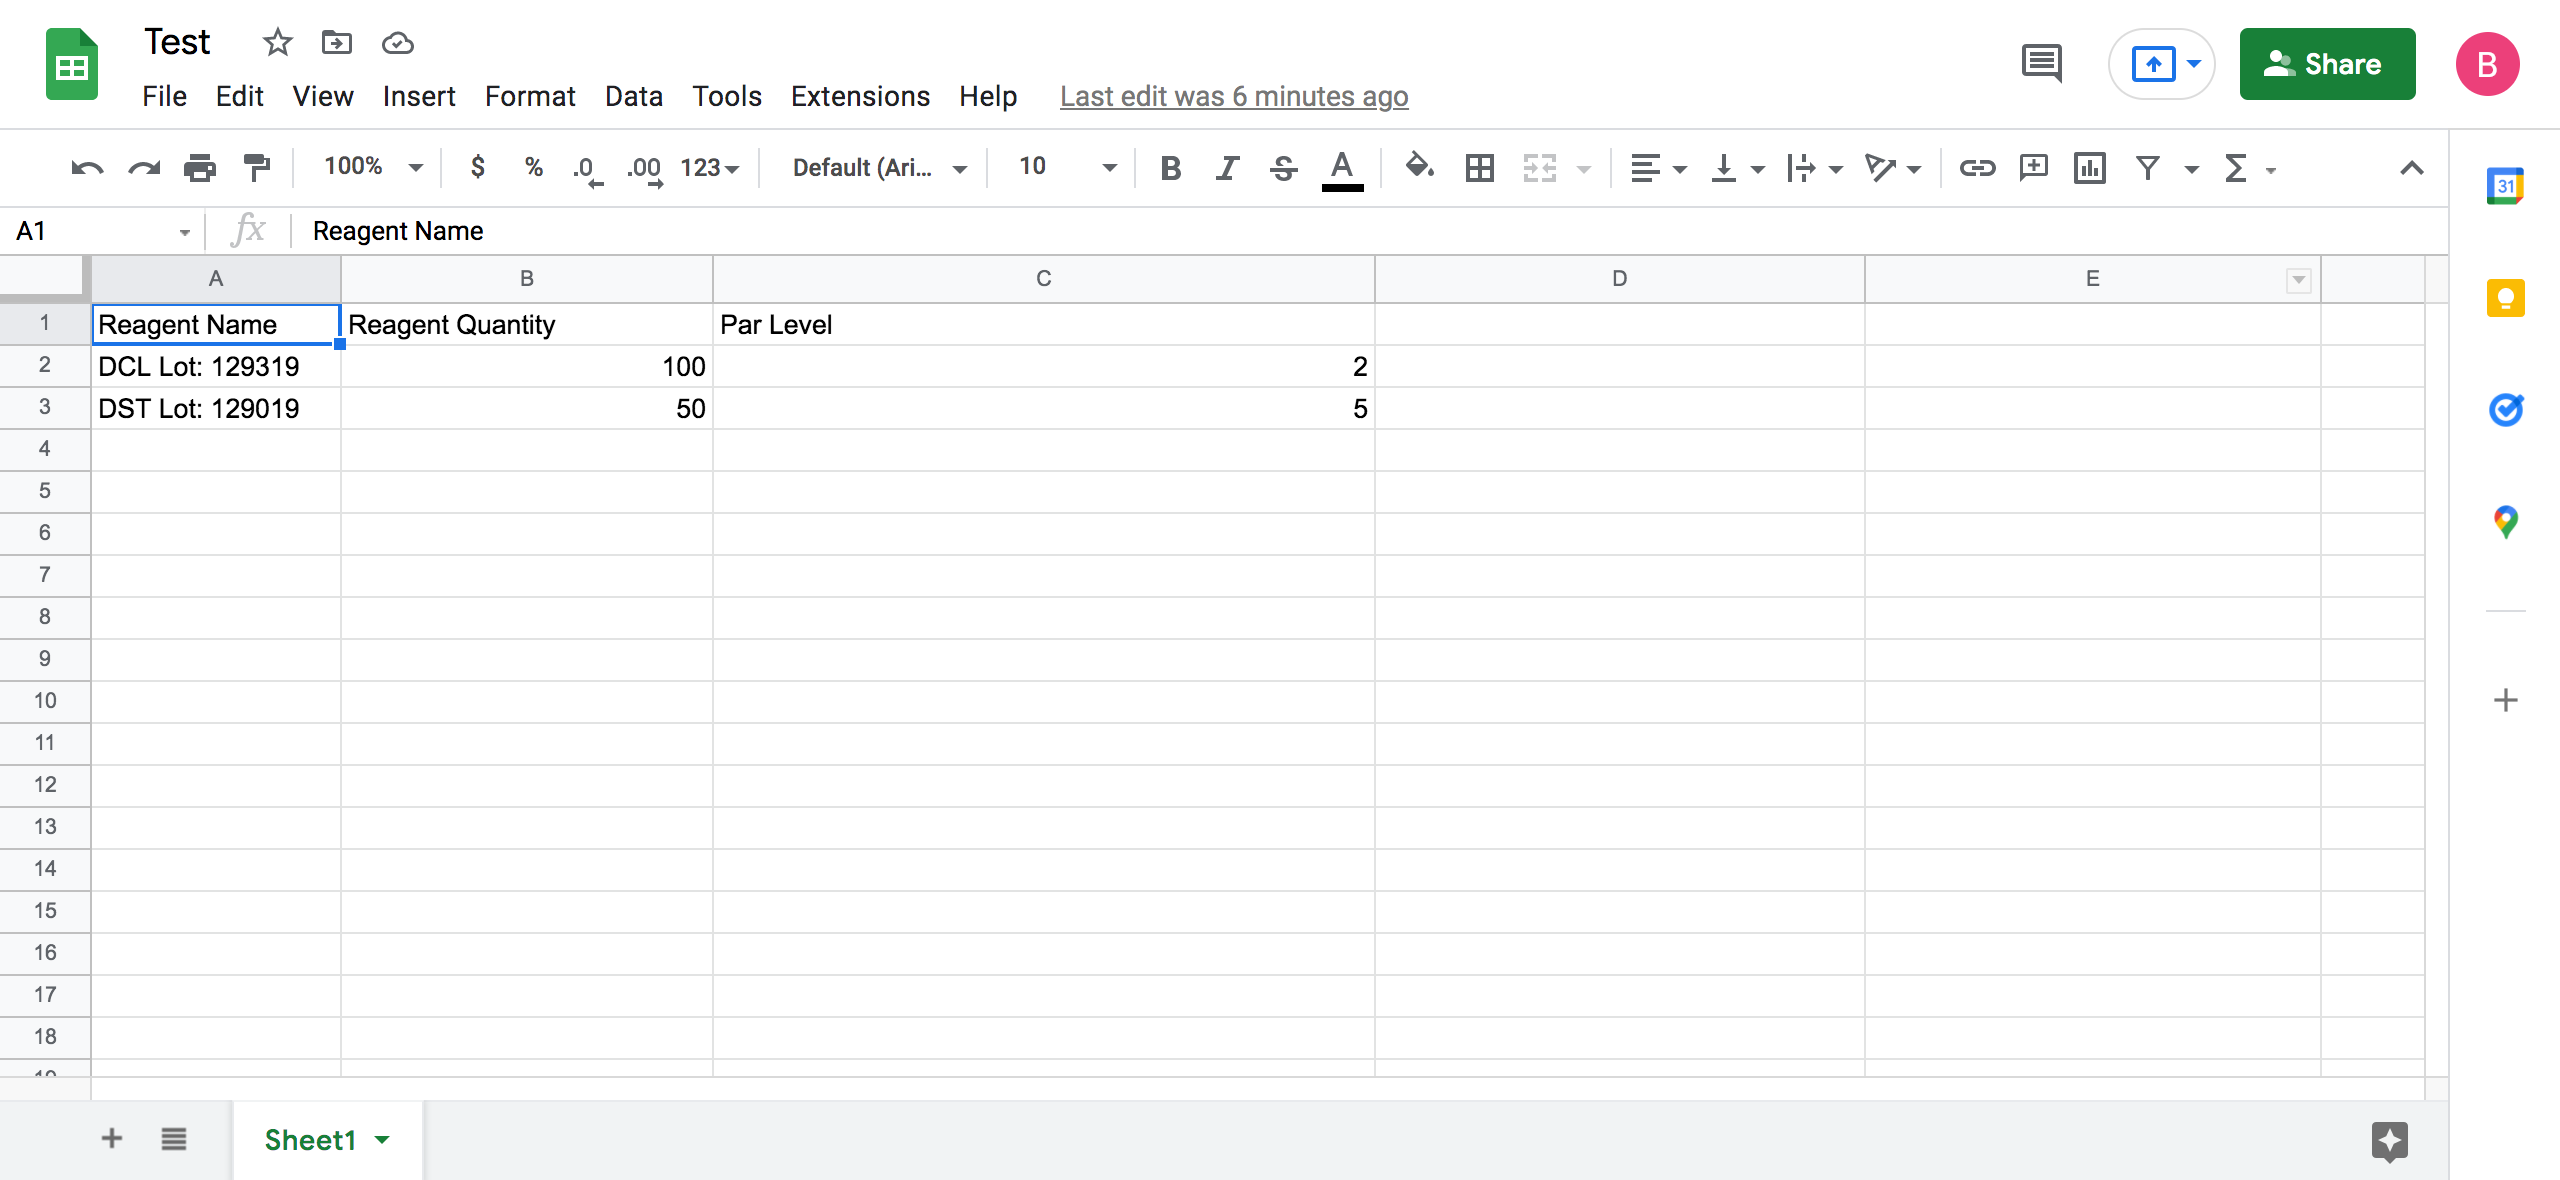 Test
File Edit View Insert Format Data Tools Extensions Help Last edit was 6 minutes ago
Share
B
100% $ % .0 .00 123 Default (Ari... 10 B I S A Σ
31
A1 fx Reagent Name
A B C D E
1 Reagent Name Reagent Quantity Par Level
2 DCL Lot: 129319 100 2
3 DST Lot: 129019 50 5
4
5
6
7
8
9
10
11
12
13
14
15
16
17
18
19
Sheet1